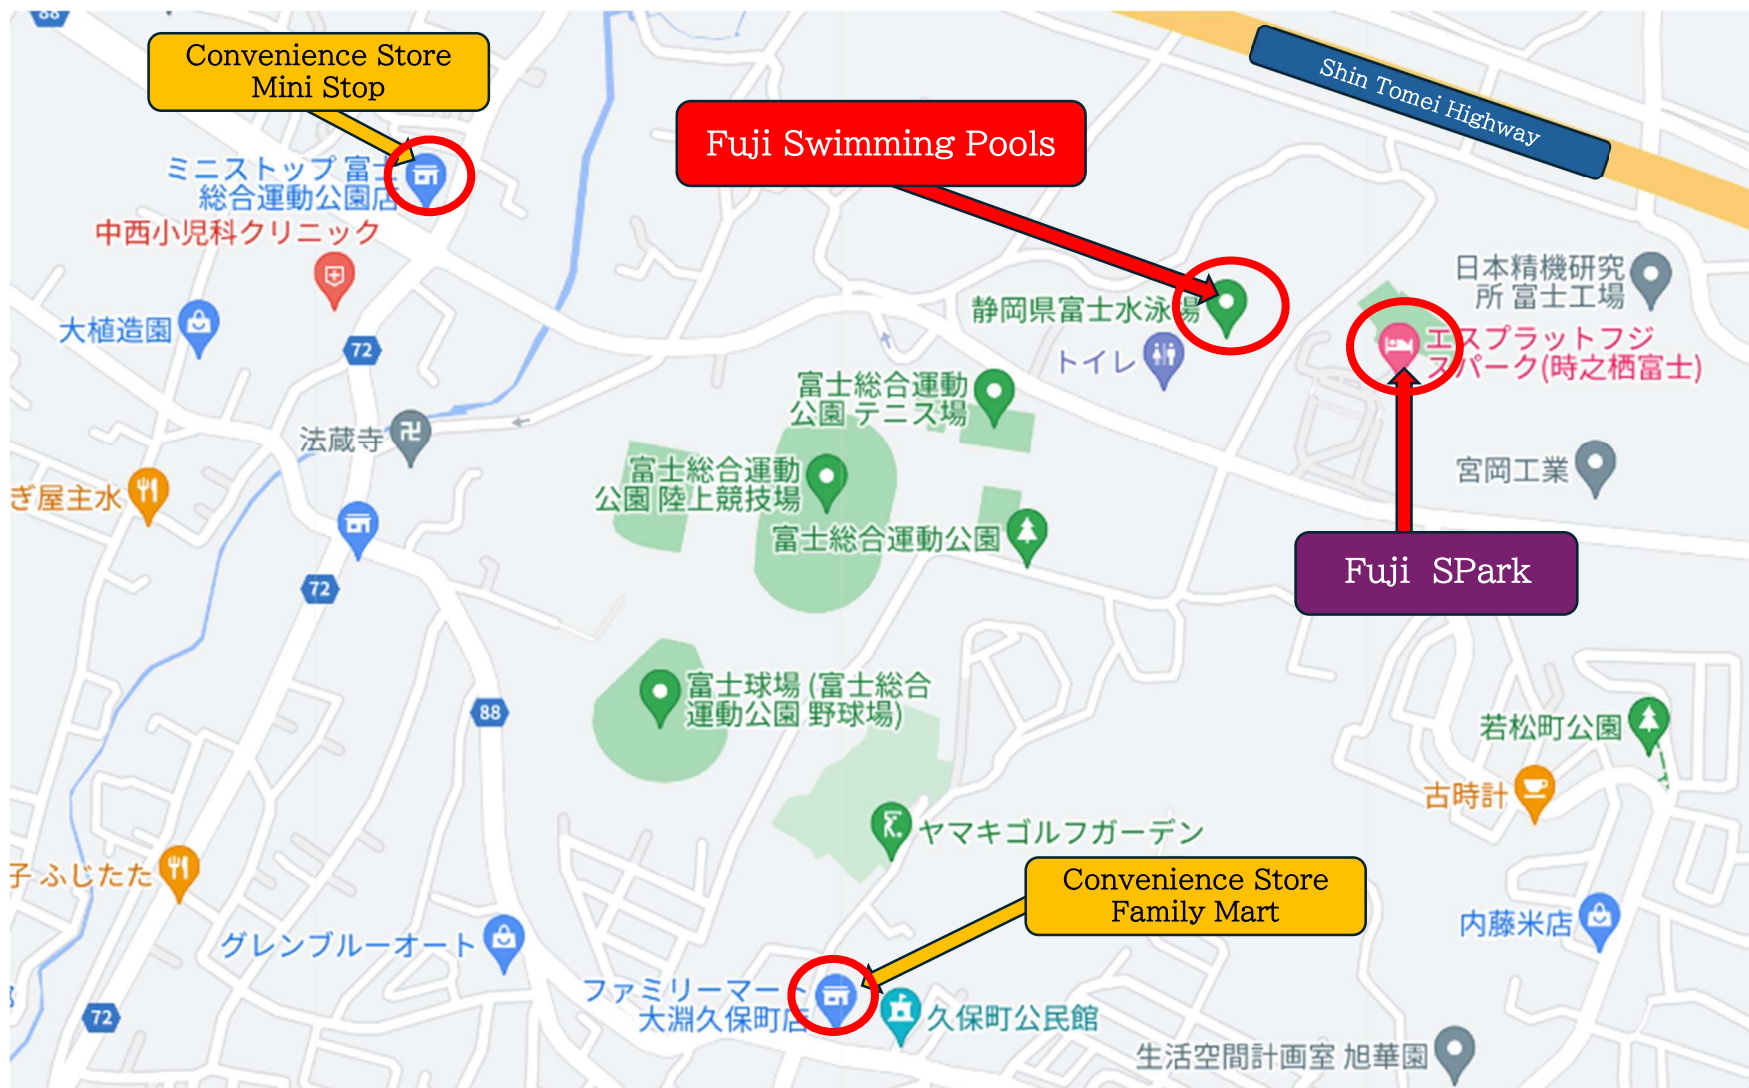 88
Convenience Store
Mini Stop
Shin Tomei Highway
Fuji Swimming Pools
ミニストップ 富士
総合運動公園店
中西小児科クリニック
日本精機研究
所 富士工場
静岡県富士水泳場
大植造園
72
トイレ
エスプラットフジ
スパーク(時之栖富士)
富士総合運動
公園 テニス場
法蔵寺
富士総合運動
公園 陸上競技場
宮岡工業
ぎ屋主水
富士総合運動公園
Fuji SPark
72
富士球場 (富士総合
運動公園 野球場)
88
若松町公園
古時計
ヤマキゴルフガーデン
子 ふじたた
Convenience Store
Family Mart
内藤米店
グレンブルーオート
ファミリーマート
大淵久保町店
久保町公民館
72
生活空間計画室 旭華園